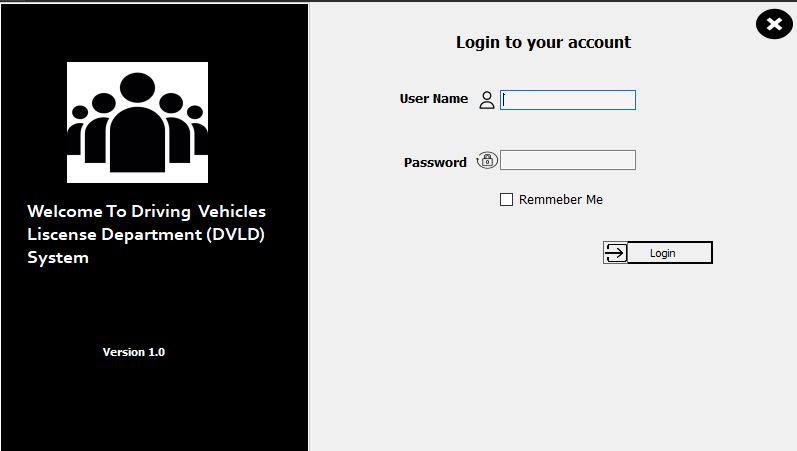 Login to your account
User Name
Password
Remmeber Me
Login
Welcome To Driving  Vehicles
Liscense Department (DVLD)
System
Version 1.0